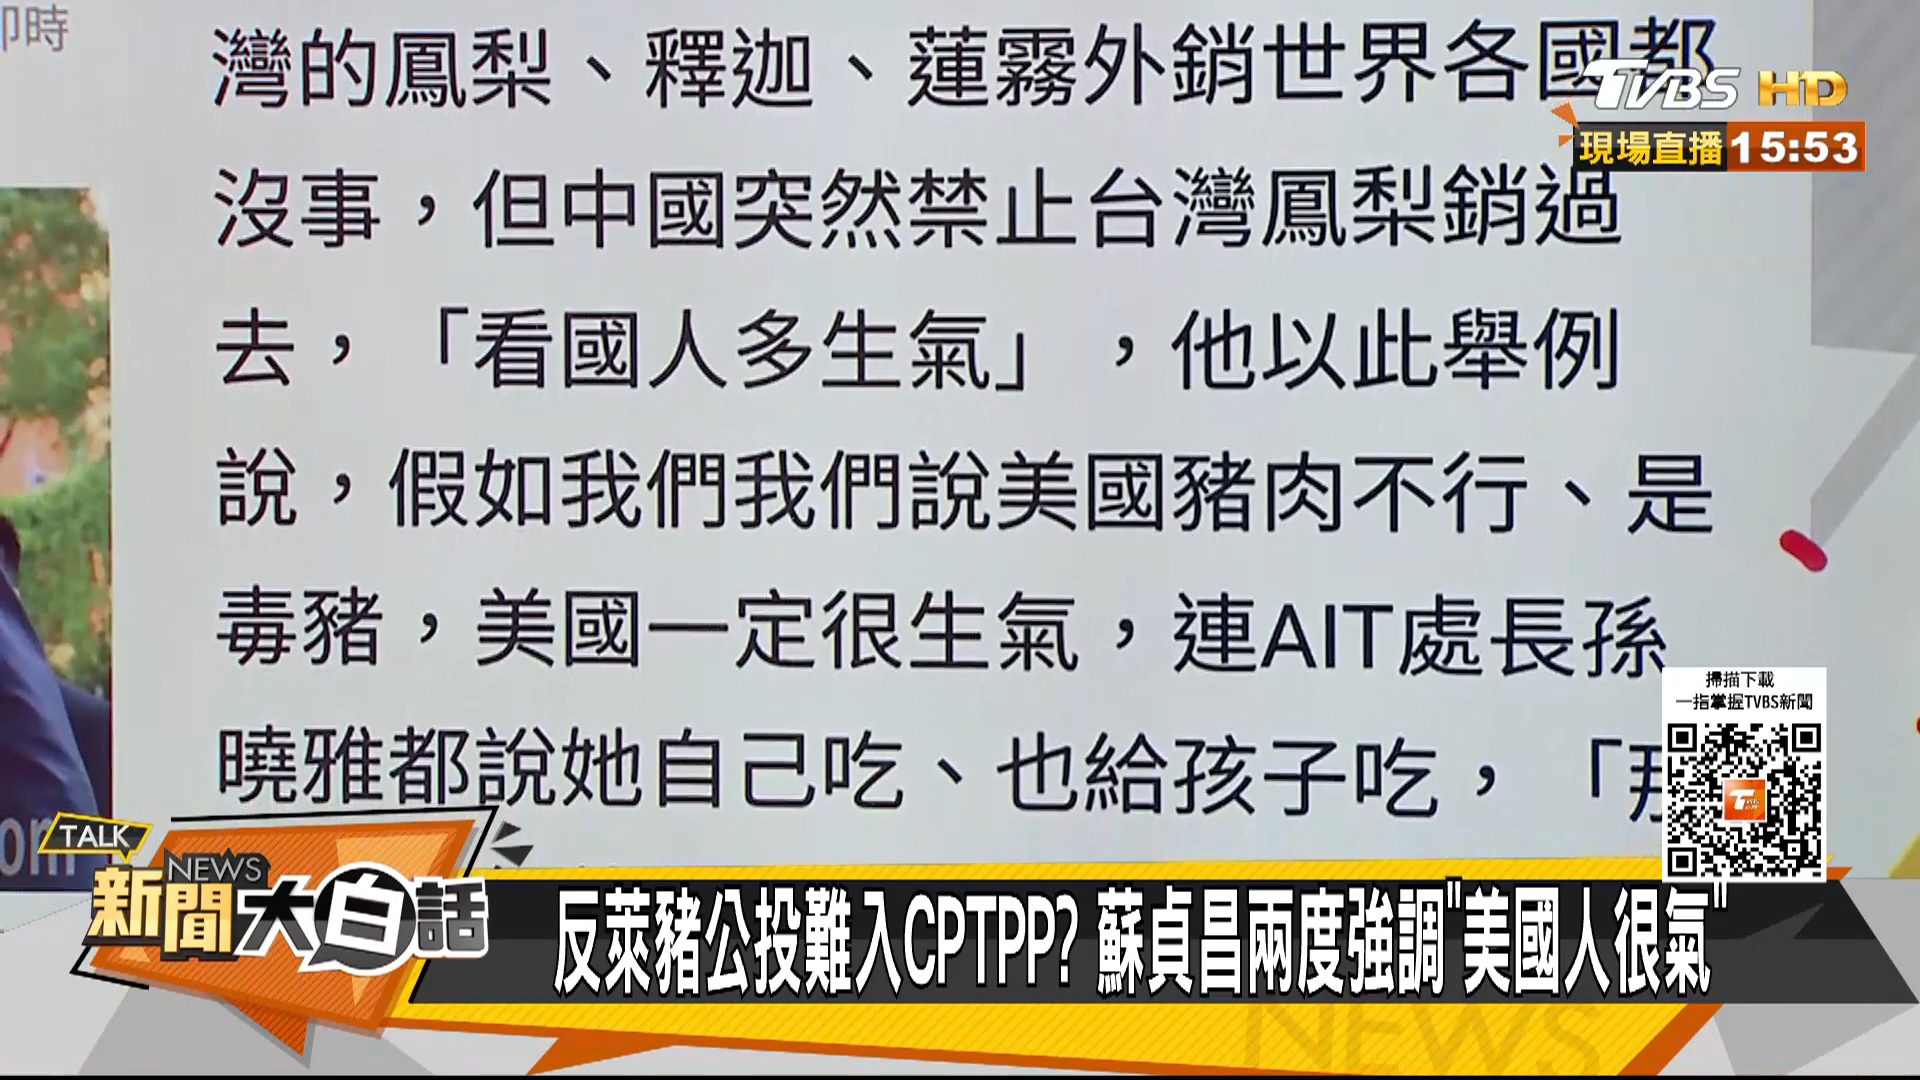 即時
灣的鳳梨、釋迦、蓮霧外銷世界各國都
沒事，但中國突然禁止台灣鳳梨銷過
去，「看國人多生氣」，他以此舉例
說，假如我們我們說美國豬肉不行、是
毒豬，美國一定很生氣，連AIT處長孫
曉雅都說她自己吃、也給孩子吃，「
TVBS HD
現場直播 15:53
掃描下載
一指掌握TVBS新聞
TALK
NEWS
新聞大白話
反萊豬公投難入CPTPP? 蘇貞昌兩度強調"美國人很氣"
NEWS